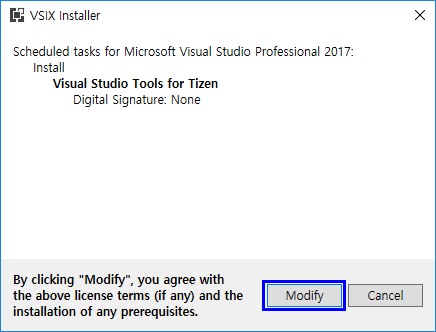 VSIX Installer
Scheduled tasks for Microsoft Visual Studio Professional 2017:
Install
Visual Studio Tools for Tizen
Digital Signature: None
By clicking "Modify", you agree with
the above license terms (if any) and the
installation of any prerequisites.
Modify
Cancel